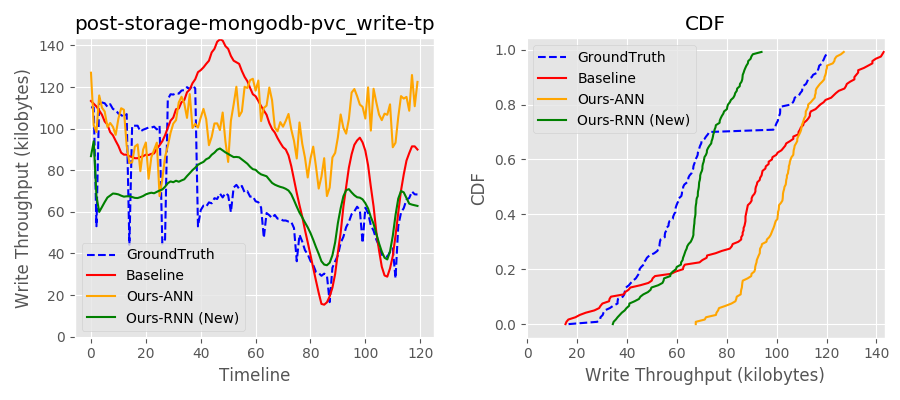 post-storage-mongodb-pvc_write-tp
Write Throughput (kilobytes)
140
120
100
80
60
40
20
0
GroundTruth
Baseline
Ours-ANN
Ours-RNN (New)
0 20 40 60 80 100 120
Timeline
CDF
CDF
1.0
0.8
0.6
0.4
0.2
0.0
GroundTruth
Baseline
Ours-ANN
Ours-RNN (New)
0 20 40 60 80 100 120 140
Write Throughput (kilobytes)